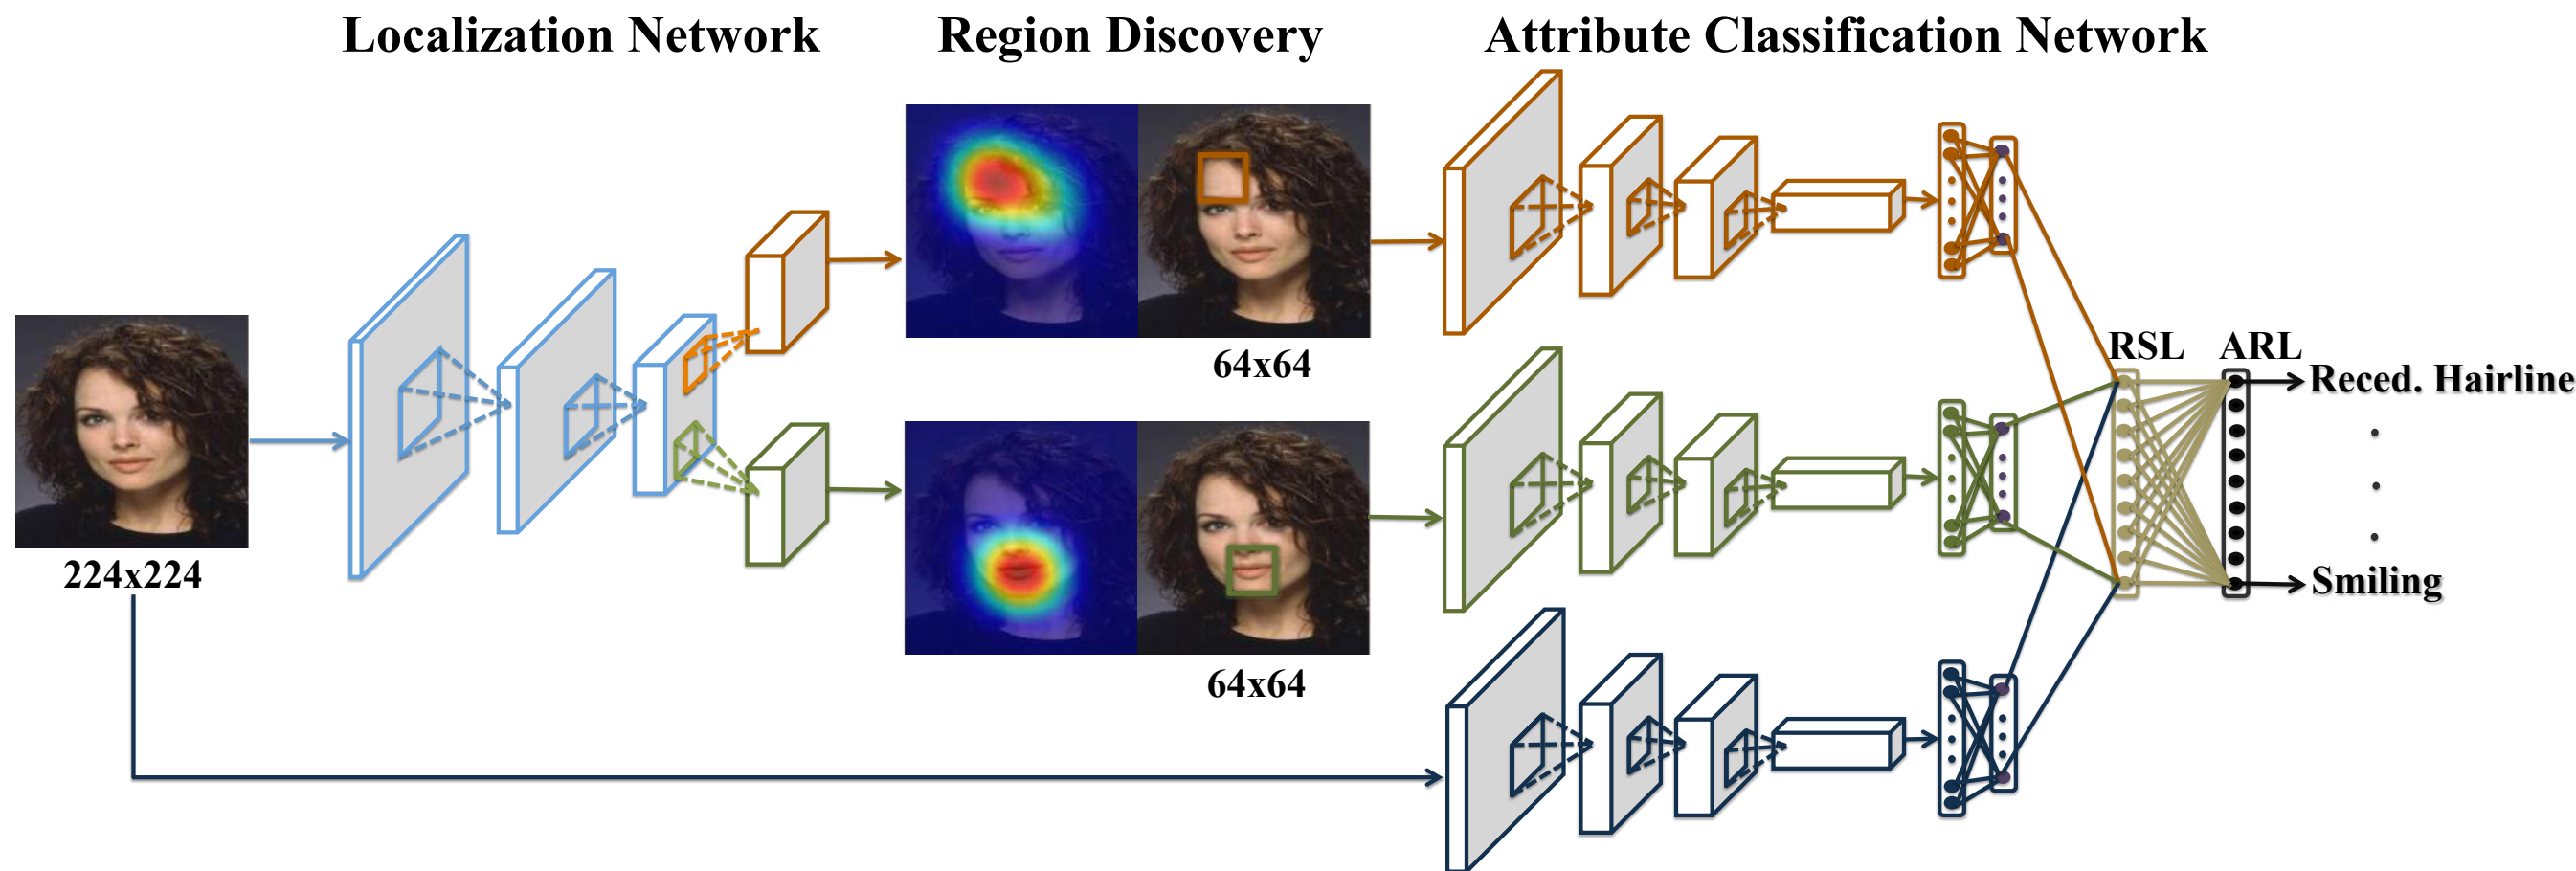 Localization Network
Region Discovery
Attribute Classification Network
224x224
64x64
64x64
RSL
ARL
Reced. Hairline
Smiling